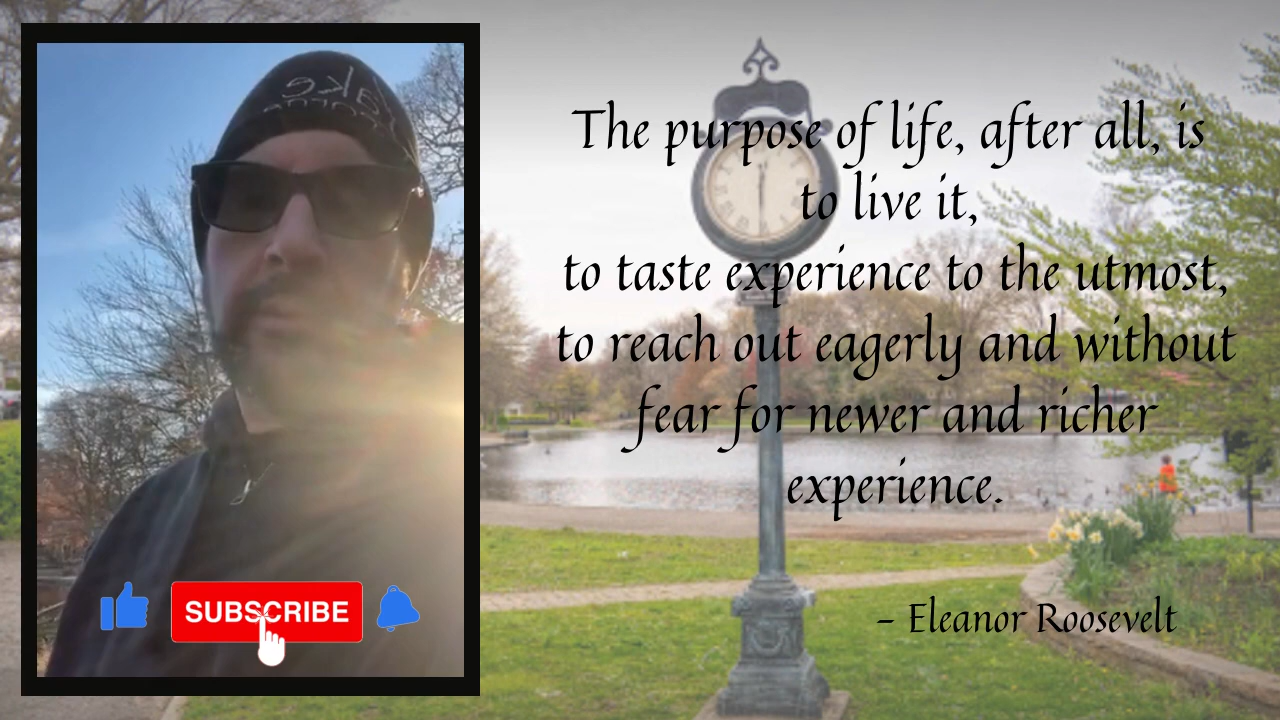 The purpose of life, after all, is
to live it,
to taste experience to the utmost,
to reach out eagerly and without
fear for newer and richer
experience.
– Eleanor Roosevelt
SUBSCRIBE